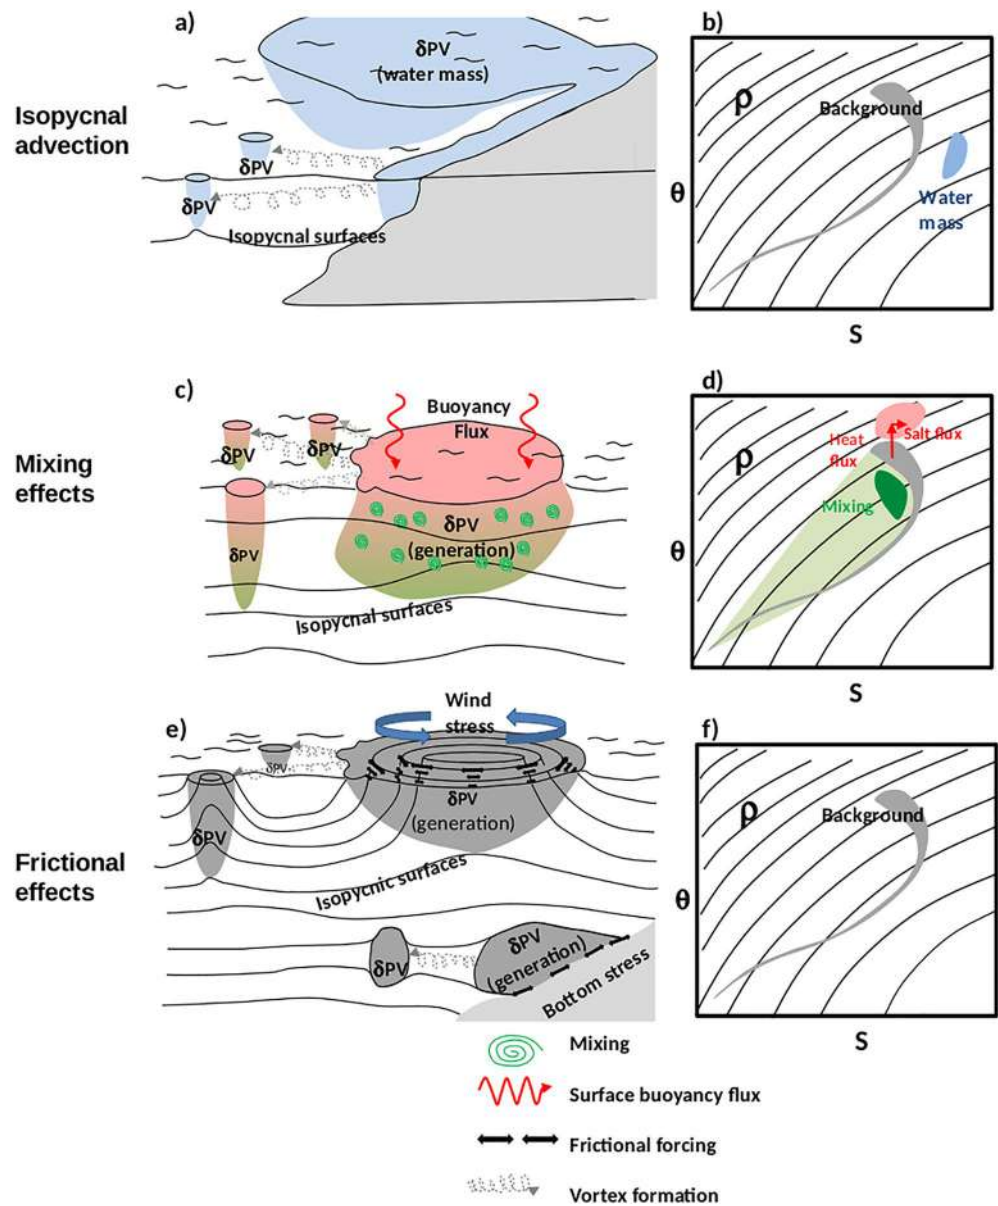 a)
δPV
(water mass)
Isopycnal
advection
δPV
δPV
Isopycnal surfaces
b)
ρ
Background
θ
Water
mass
S
c)
Buoyancy
Flux
Mixing
effects
δPV
δPV
δPV
δPV
(generation)
Isopycnal surfaces
d)
ρ
Heat
flux
Salt flux
Mixing
θ
S
e)
Wind
stress
Frictional
effects
δPV
δPV
δPV
(generation)
Isopycnic surfaces
δPV
δPV
(generation)
Bottom stress
f)
ρ
Background
θ
S
Mixing
Surface buoyancy flux
Frictional forcing
Vortex formation